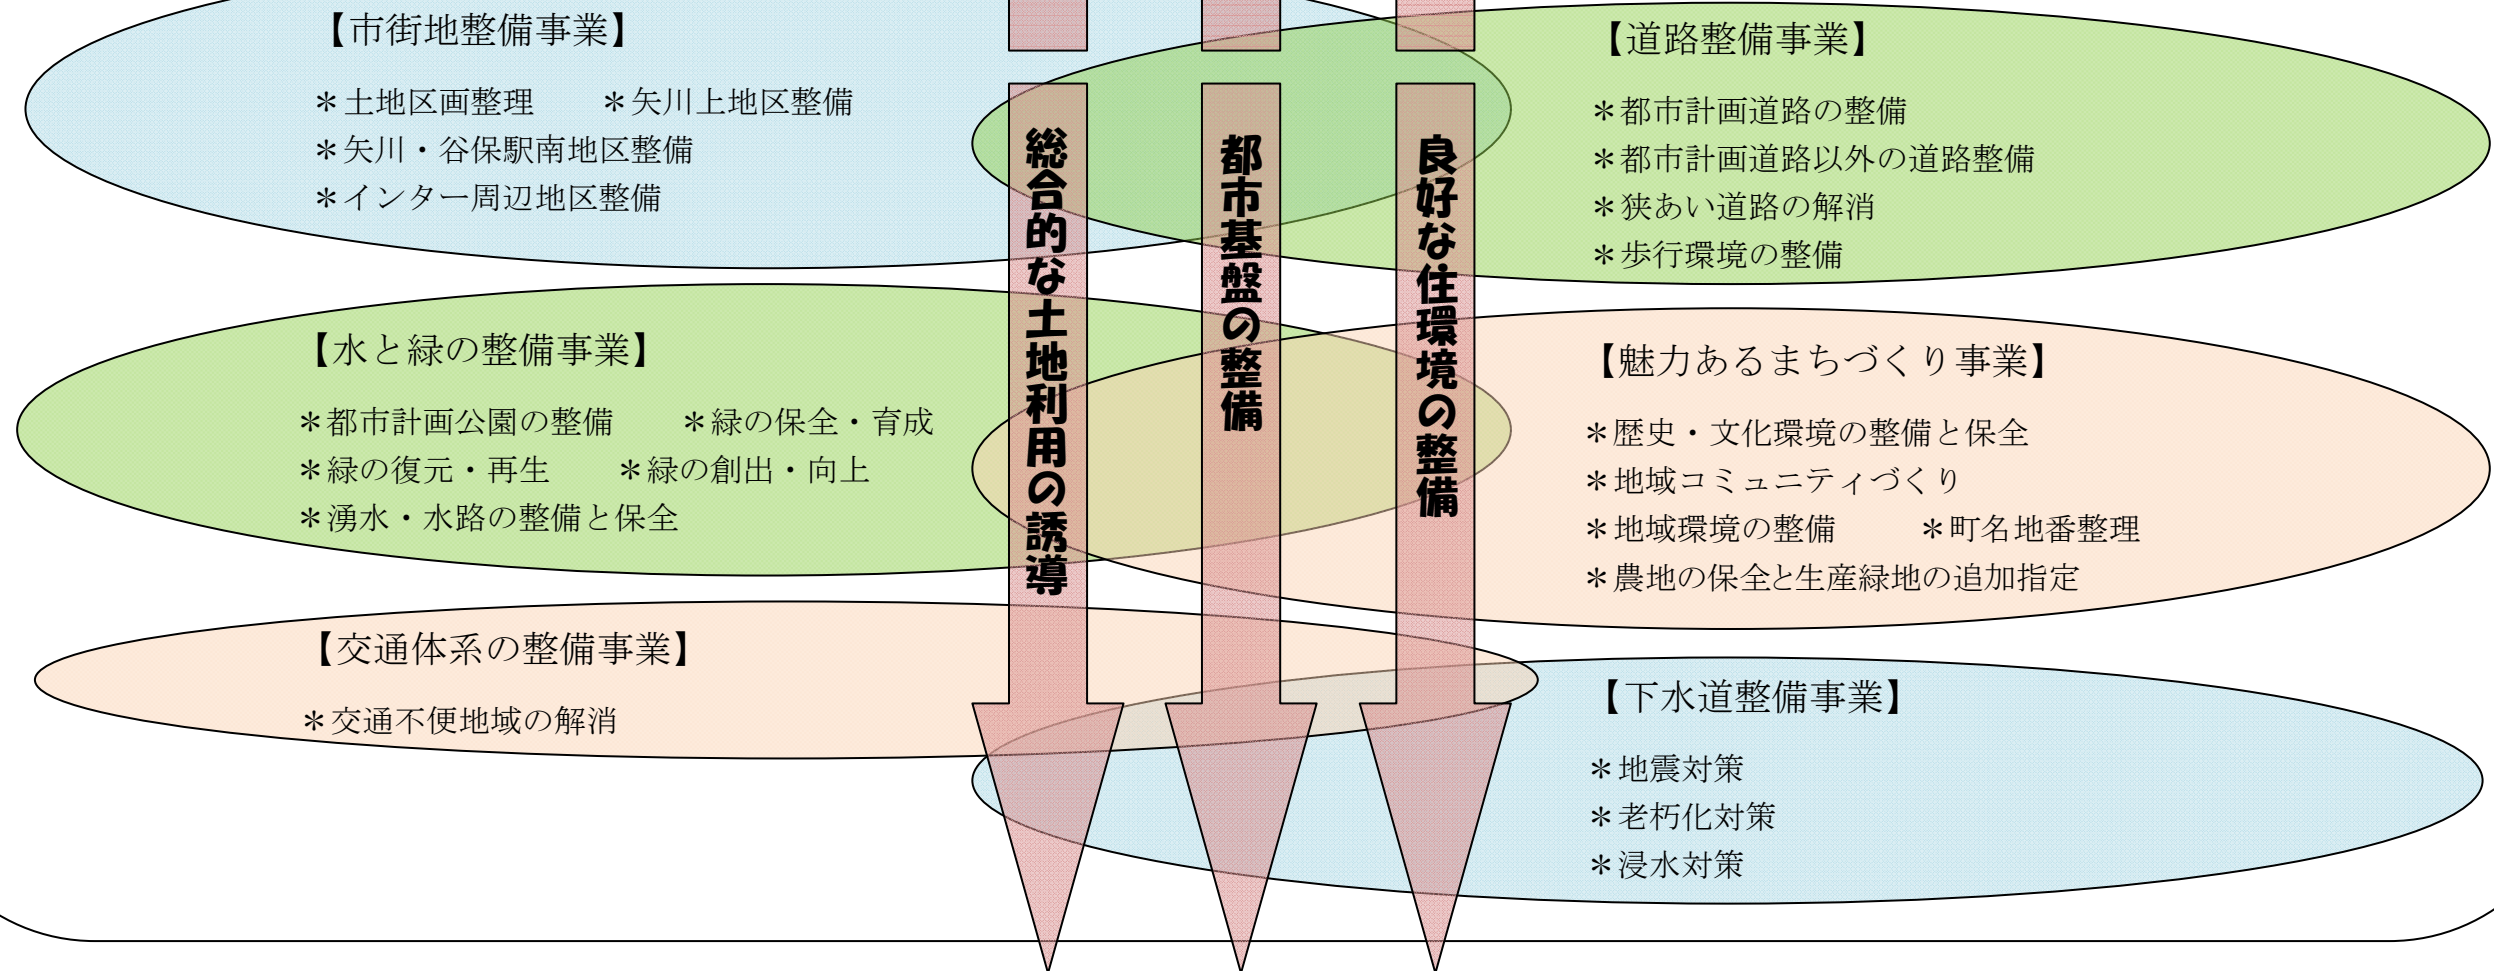 【市街地整備事業】
＊土地区画整理　　＊矢川上地区整備
＊矢川・谷保駅南地区整備
＊インター周辺地区整備
【道路整備事業】
＊都市計画道路の整備
＊都市計画道路以外の道路整備
＊狭あい道路の解消
＊歩行環境の整備
総合的な土地利用の誘導
都市基盤の整備
良好な住環境の整備
【水と緑の整備事業】
＊都市計画公園の整備　　＊緑の保全・育成
＊緑の復元・再生　　＊緑の創出・向上
＊湧水・水路の整備と保全
【魅力あるまちづくり事業】
＊歴史・文化環境の整備と保全
＊地域コミュニティづくり
＊地域環境の整備　　＊町名地番整理
＊農地の保全と生産緑地の追加指定
【交通体系の整備事業】
＊交通不便地域の解消
【下水道整備事業】
＊地震対策
＊老朽化対策
＊浸水対策